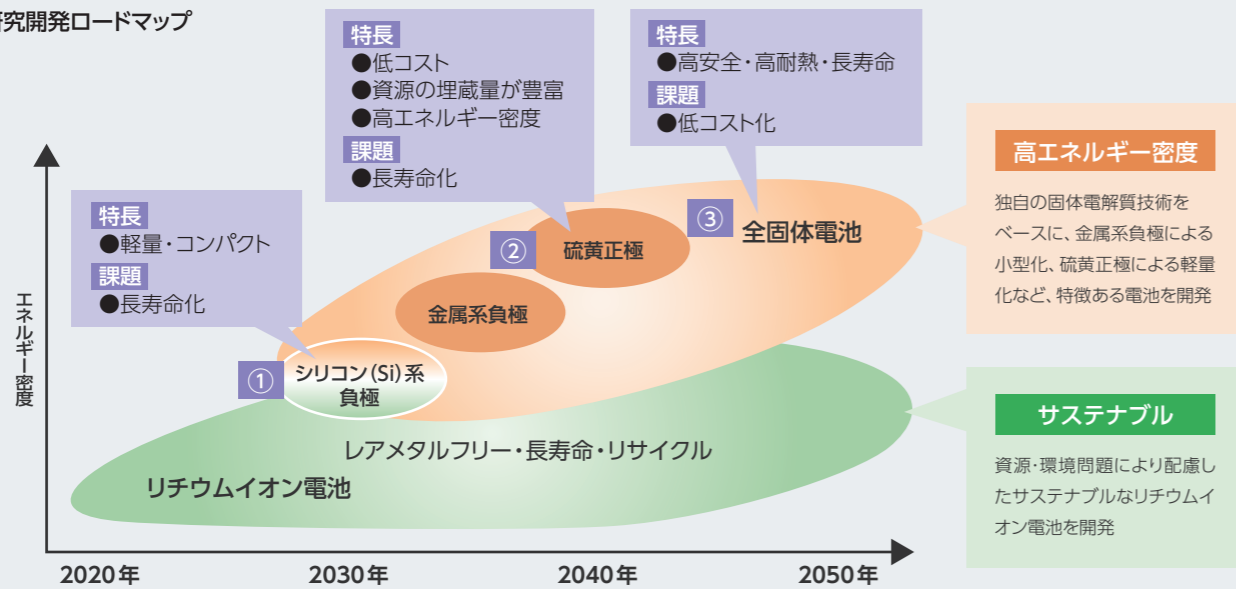 研究開発ロードマップ
特長
●低コスト
●資源の埋蔵量が豊富
●高エネルギー密度
課題
●長寿命化
特長
●高安全・高耐熱・長寿命
課題
●低コスト化
特長
●軽量・コンパクト
課題
●長寿命化
エネルギー密度
①
シリコン(Si)系
負極
金属系負極
②
硫黄正極
③
全固体電池
レアメタルフリー・長寿命・リサイクル
リチウムイオン電池
2020年
2030年
2040年
2050年
高エネルギー密度
独自の固体電解質技術を
ベースに、金属系負極による
小型化、硫黄正極による軽量
化など、特徴ある電池を開発
サステナブル
資源・環境問題により配慮し
たサステナブルなリチウムイ
オン電池を開発